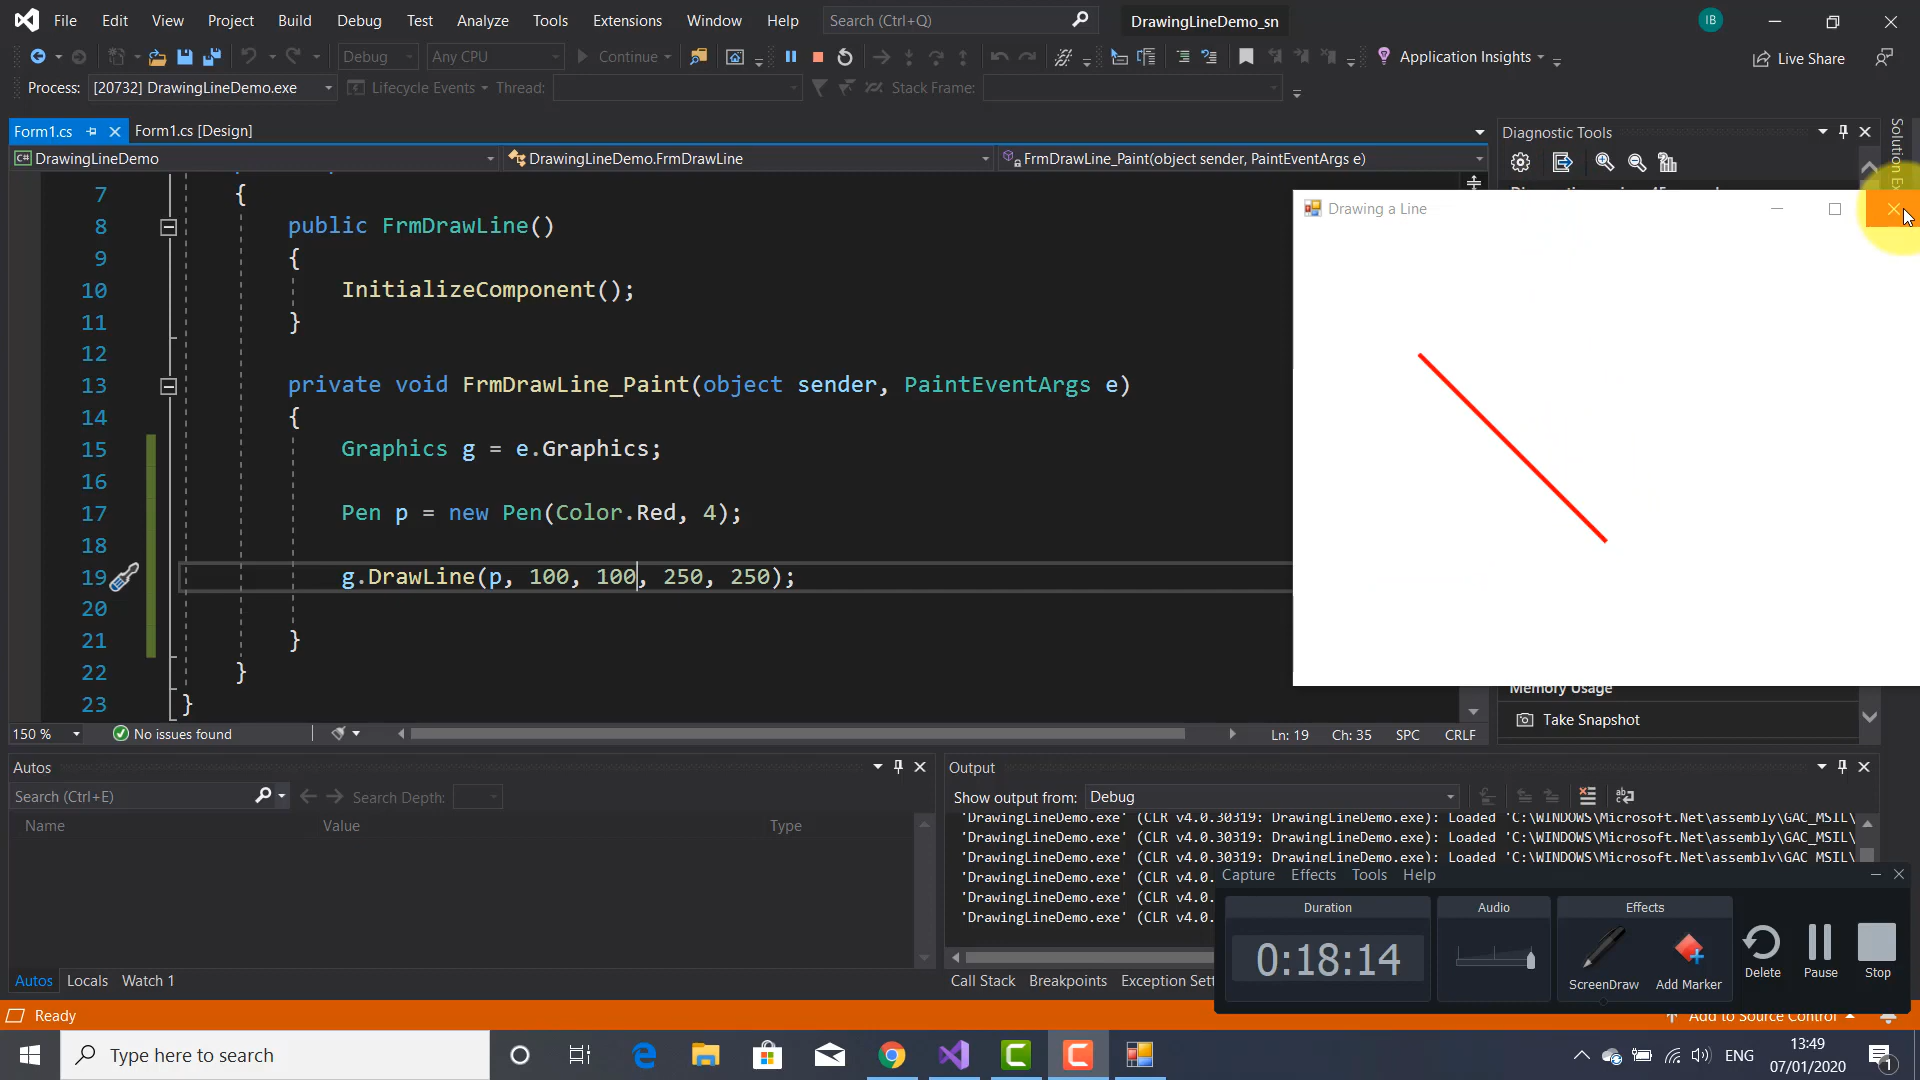 File Edit View Project Build Debug Test Analyze Tools Extensions Window Help Search (Ctrl+Q) DrawingLineDemo_sn IB
Debug Any CPU Continue Application Insights Live Share
Process: [20732] DrawingLineDemo.exe Lifecycle Events Thread: Stack Frame:
Form1.cs Form1.cs [Design] Diagnostic Tools
C# DrawingLineDemo DrawingLineDemo.FrmDrawLine FrmDrawLine_Paint(object sender, PaintEventArgs e)
Drawing a Line
7 {
8 public FrmDrawLine()
9 {
10 InitializeComponent();
11 }
12
13 private void FrmDrawLine_Paint(object sender, PaintEventArgs e)
14 {
15 Graphics g = e.Graphics;
16
17 Pen p = new Pen(Color.Red, 4);
18
19 g.DrawLine(p, 100, 100, 250, 250);
20
21 }
22 }
23 }
Memory Usage
Take Snapshot
150 % No issues found Ln: 19 Ch: 35 SPC CRLF
Autos
Search (Ctrl+E) Search Depth:
Name Value Type
Autos Locals Watch 1
Output
Show output from: Debug
'DrawingLineDemo.exe' (CLR v4.0.30319: DrawingLineDemo.exe): Loaded 'C:\WINDOWS\Microsoft.Net\assembly\GAC_MSIL\
'DrawingLineDemo.exe' (CLR v4.0.30319: DrawingLineDemo.exe): Loaded 'C:\WINDOWS\Microsoft.Net\assembly\GAC_MSIL\
'DrawingLineDemo.exe' (CLR v4.0.30319: DrawingLineDemo.exe): Loaded 'C:\WINDOWS\Microsoft.Net\assembly\GAC_MSIL\
'DrawingLineDemo.exe' (CLR v4.0.
'DrawingLineDemo.exe' (CLR v4.0.
'DrawingLineDemo.exe' (CLR v4.0.
Call Stack Breakpoints Exception Sett
Capture Effects Tools Help
Duration Audio Effects
0:18:14
ScreenDraw Add Marker Delete Pause Stop
Ready Add to Source Control
Type here to search
ENG 13:49
07/01/2020
1